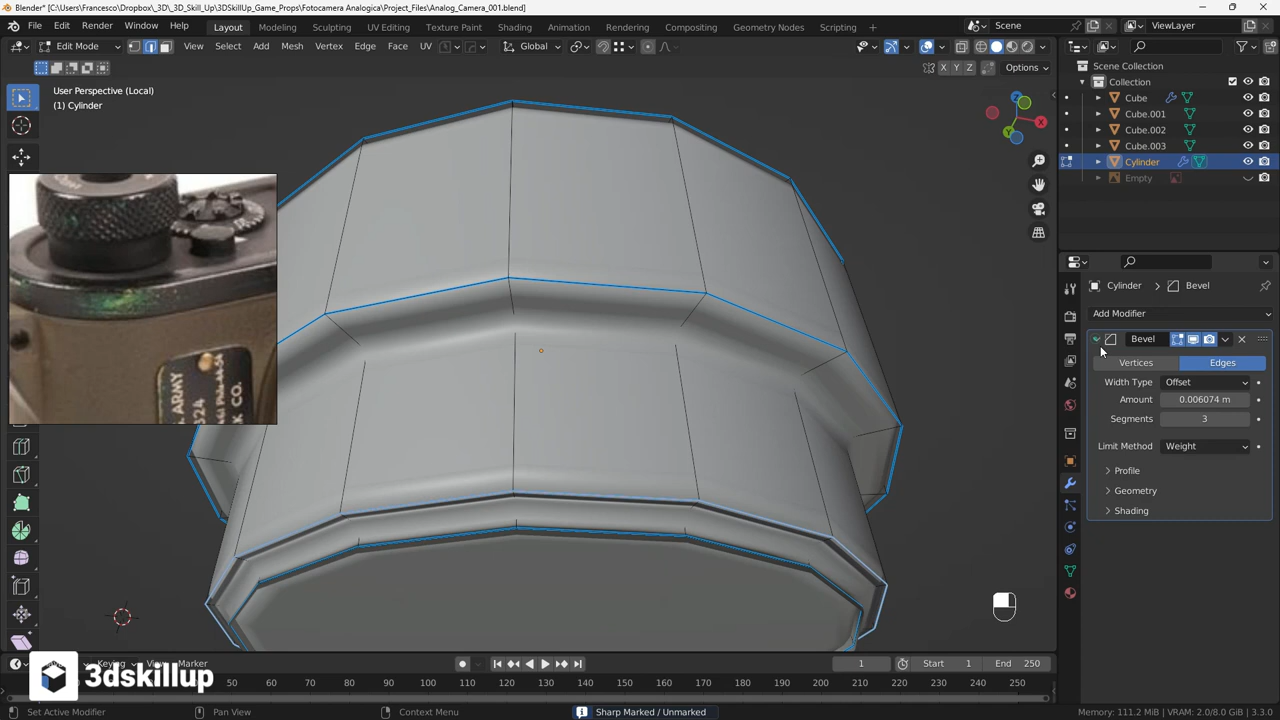 Blender* [C:\Users\Francesco\Dropbox\_3D\_3D_Skill_Up\3DSkillUp_Game_Props\Fotocamera Analogica\Project_Files\Analog_Camera_001.blend]
File Edit Render Window Help Layout Modeling Sculpting UV Editing Texture Paint Shading Animation Rendering Compositing Geometry Nodes Scripting Scene ViewLayer
Edit Mode View Select Add Mesh Vertex Edge Face UV Global
X Y Z Options
User Perspective (Local)
(1) Cylinder
Scene Collection
Collection
Cube
Cube.001
Cube.002
Cube.003
Cylinder
Empty
Z
X
Y
ARMY
CO.
Cylinder > Bevel
Add Modifier
Bevel
Vertices Edges
Width Type Offset
Amount 0.006074 m
Segments 3
Limit Method Weight
Profile
Geometry
Shading
Keying View Marker 1 Start 1 End 250
3dskillup
50 60 70 80 90 100 110 120 130 140 150 160 170 180 190 200 210 220 230 240 250
Set Active Modifier Pan View Context Menu Sharp Marked / Unmarked Memory: 111.2 MiB | VRAM: 2.0/8.0 GiB | 3.3.0